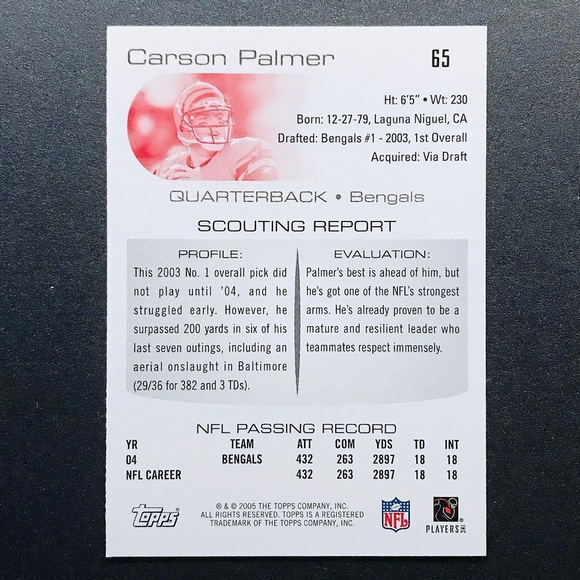 Carson Palmer
65
Ht: 6'5" • Wt: 230
Born: 12-27-79, Laguna Niguel, CA
Drafted: Bengals #1 - 2003, 1st Overall
Acquired: Via Draft
QUARTERBACK • Bengals
SCOUTING REPORT
PROFILE:
This 2003 No. 1 overall pick did
not play until '04, and he
struggled early. However, he
surpassed 200 yards in six of his
last seven outings, including an
aerial onslaught in Baltimore
(29/36 for 382 and 3 TDs).
EVALUATION:
Palmer's best is ahead of him, but
he's got one of the NFL's strongest
arms. He's already proven to be a
mature and resilient leader who
teammates respect immensely.
NFL PASSING RECORD
YR TEAM ATT COM YDS TD INT
04 BENGALS 432 263 2897 18 18
NFL CAREER 432 263 2897 18 18
topps
® & © 2005 THE TOPPS COMPANY, INC.
ALL RIGHTS RESERVED. TOPPS IS A REGISTERED
TRADEMARK OF THE TOPPS COMPANY, INC.
NFL
PLAYERS INC